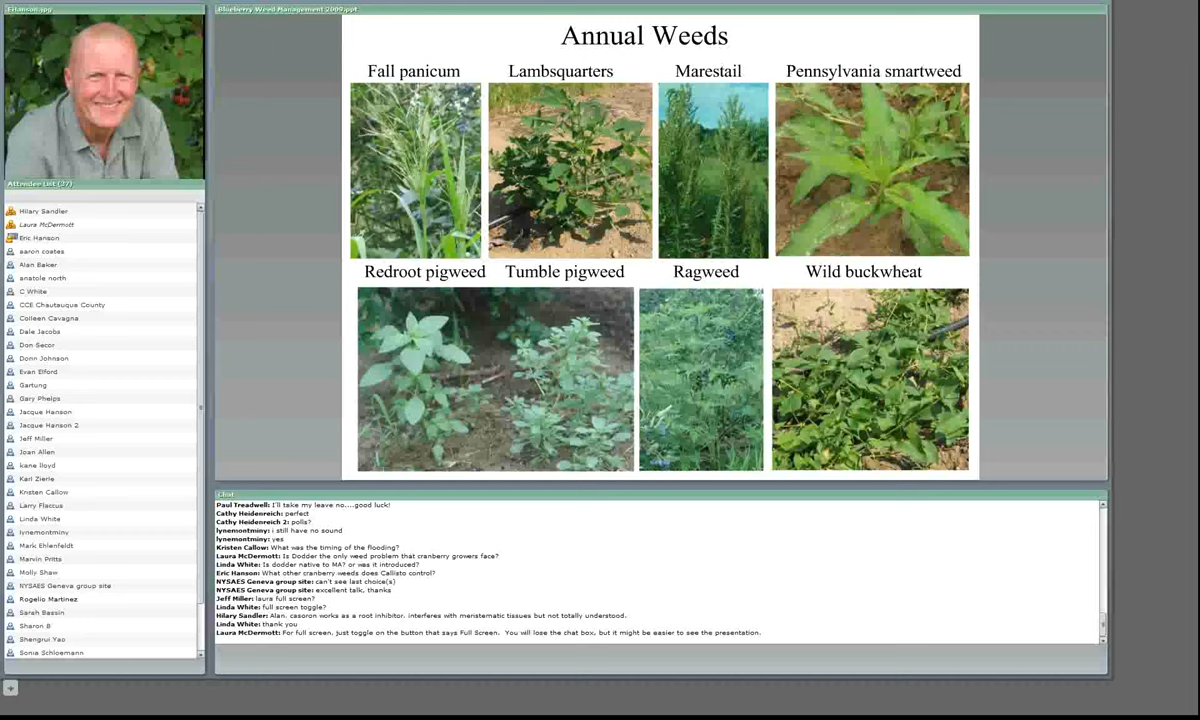 EHanson.jpg
Attendee List (37)
Hilary Sandler
Laura McDermott
Eric Hanson
aaron coates
Alan Baker
anatole north
C White
CCE Chautauqua County
Colleen Cavagna
Dale Jacobs
Don Secor
Dorin Johnson
Evan Elford
Gartung
Gary Phelps
Jacque Hanson
Jacque Hanson 2
Jeff Miller
Joan Allen
kane lloyd
Karl Zierle
Kristen Callow
Larry Flaccus
Linda White
lynemontminy
Mark Ehlenfeldt
Marvin Pritts
Molly Shaw
NYSAES Geneva group site
Rogelio Martinez
Sarah Bassin
Sharon B
Shengrui Yao
Sonia Schloemann
Blueberry Weed Management 2009.ppt
Annual Weeds
Fall panicum Lambsquarters Marestail Pennsylvania smartweed
Redroot pigweed Tumble pigweed Ragweed Wild buckwheat
Chat
Paul Treadwell: I'll take my leave no....good luck!
Cathy Heidenreich: perfect
Cathy Heidenreich 2: polls?
lynemontminy: i still have no sound
lynemontminy: yes
Kristen Callow: What was the timing of the flooding?
Laura McDermott: Is Dodder the only weed problem that cranberry growers face?
Linda White: Is dodder native to MA? or was it introduced?
Eric Hanson: What other cranberry weeds does Callisto control?
NYSAES Geneva group site: can't see last choice(s)
NYSAES Geneva group site: excellent talk, thanks
Jeff Miller: laura full screen?
Linda White: full screen toggle?
Hilary Sandler: Alan. casoron works as a root inhibitor. interferes with meristematic tissues but not totally understood.
Linda White: thank you
Laura McDermott: For full screen, just toggle on the button that says Full Screen. You will lose the chat box, but it might be easier to see the presentation.